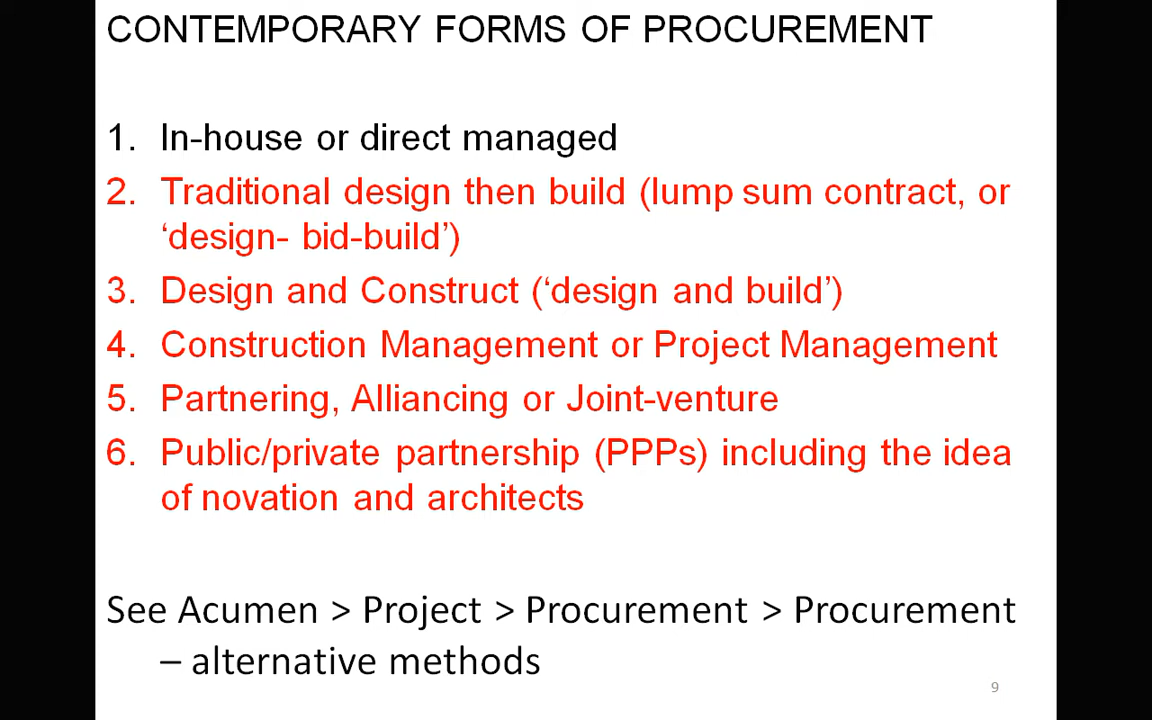 CONTEMPORARY FORMS OF PROCUREMENT
1. In-house or direct managed
2. Traditional design then build (lump sum contract, or
‘design- bid-build’)
3. Design and Construct (‘design and build’)
4. Construction Management or Project Management
5. Partnering, Alliancing or Joint-venture
6. Public/private partnership (PPPs) including the idea
of novation and architects
See Acumen > Project > Procurement > Procurement
– alternative methods
9